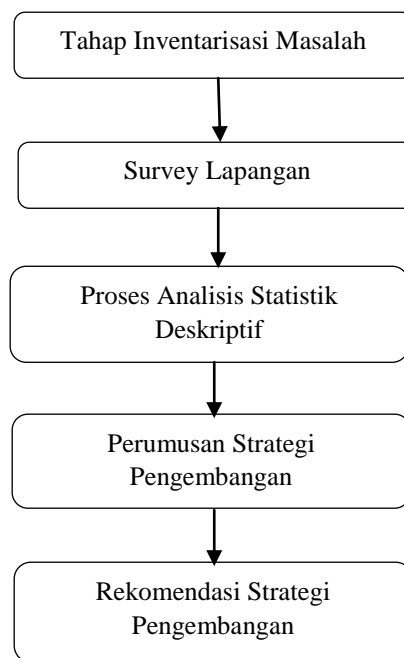 Tahap Inventarisasi Masalah
Survey Lapangan
Proses Analisis Statistik
Deskriptif
Perumusan Strategi
Pengembangan
Rekomendasi Strategi
Pengembangan